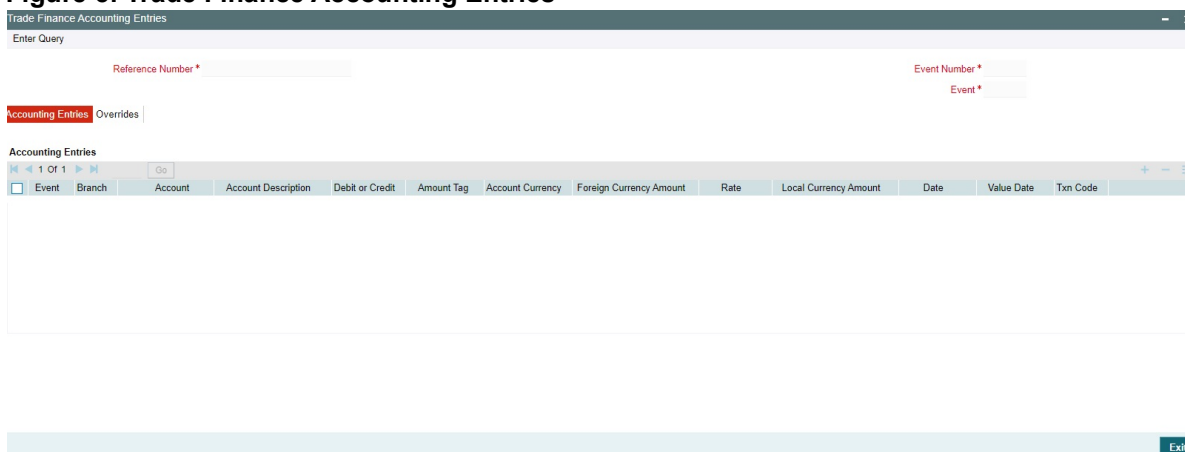 Figure 6: Trade Finance Accounting Entries
Trade Finance Accounting Entries
Enter Query
Reference Number * Event Number *
Event *
Accounting Entries Overrides
Accounting Entries
1 Of 1 Go
Event Branch Account Account Description Debit or Credit Amount Tag Account Currency Foreign Currency Amount Rate Local Currency Amount Date Value Date Txn Code
Exit